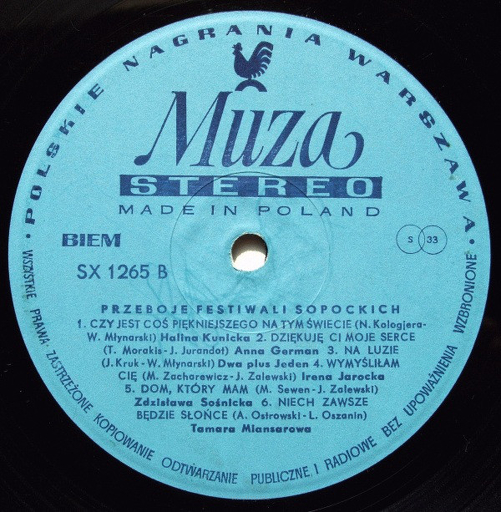 • POLSKIE NAGRANIA WARSZAWA •
Muza
STEREO
MADE IN POLAND
BIEM
S 33
SX 1265 B
PRZEBOJE FESTIWALI SOPOCKICH
1. CZY JEST COŚ PIĘKNIEJSZEGO NA TYM ŚWIECIE (N. Kologjera-
W. Młynarski) Halina Kunicka 2. DZIĘKUJĘ CI MOJE SERCE
(T. Morakis - J. Jurandot) Anna German 3. NA LUZIE
(J. Kruk - W. Młynarski) Dwa plus Jeden 4. WYMYŚLIŁAM
CIĘ (M. Zacharewicz - J. Zalewski) Irena Jarocka
5. DOM, KTÓRY MAM (M. Sewen - J. Zalewski)
Zdzisława Sośnicka 6. NIECH ZAWSZE
BĘDZIE SŁOŃCE (A. Ostrowski - L. Oszanin)
Tamara Miansarowa
WSZYSTKIE PRAWA ZASTRZEŻONE KOPIOWANIE ODTWARZANIE PUBLICZNE I RADIOWE BEZ UPOWAŻNIENIA WZBRONIONE